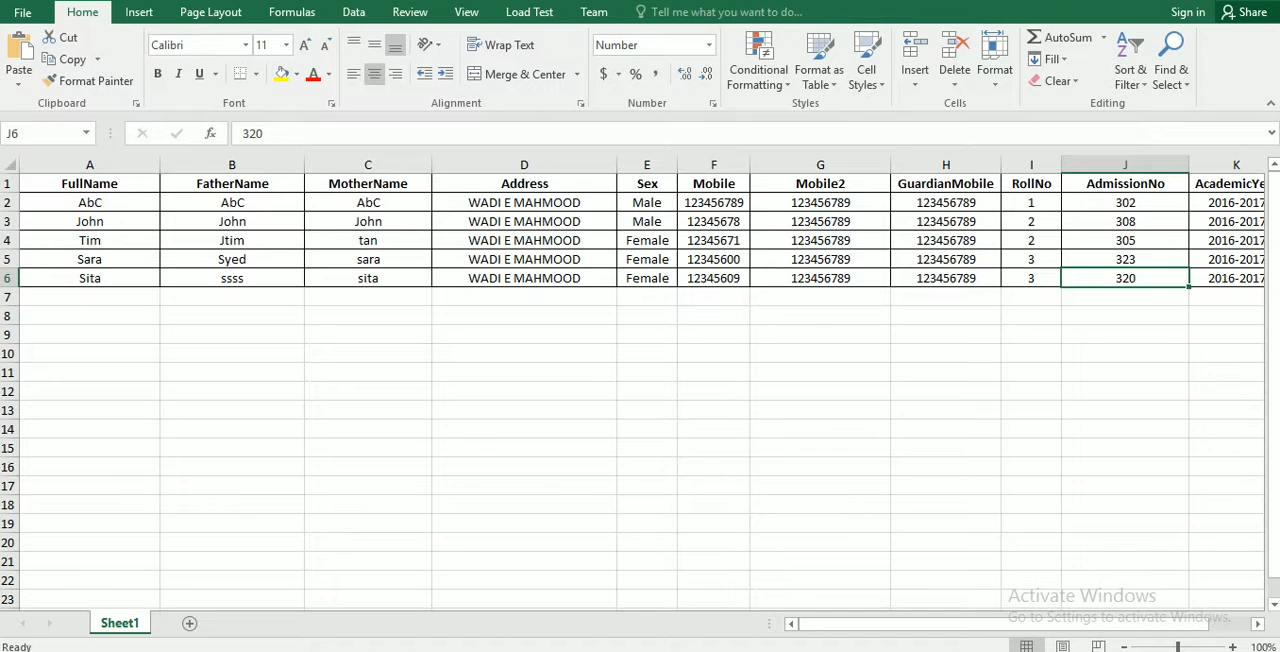 File Home Insert Page Layout Formulas Data Review View Load Test Team Tell me what you want to do... Sign in Share
Paste Cut Copy Format Painter
Clipboard
Calibri 11
B I U
Font
Wrap Text
Merge & Center
Alignment
Number
$ % ,
Number
Conditional Formatting
Format as Table
Cell Styles
Styles
Insert Delete Format
Cells
AutoSum
Fill
Clear
Sort & Filter
Find & Select
Editing
J6 fx 320
A B C D E F G H I J K
1 FullName FatherName MotherName Address Sex Mobile Mobile2 GuardianMobile RollNo AdmissionNo AcademicYe
2 AbC AbC AbC WADI E MAHMOOD Male 123456789 123456789 123456789 1 302 2016-2017
3 John John John WADI E MAHMOOD Male 12345678 123456789 123456789 2 308 2016-2017
4 Tim Jtim tan WADI E MAHMOOD Female 12345671 123456789 123456789 2 305 2016-2017
5 Sara Syed sara WADI E MAHMOOD Female 12345600 123456789 123456789 3 323 2016-2017
6 Sita ssss sita WADI E MAHMOOD Female 12345609 123456789 123456789 3 320 2016-2017
7
8
9
10
11
12
13
14
15
16
17
18
19
20
21
22
23
Activate Windows
Go to Settings to activate Windows.
Sheet1
Ready 100%